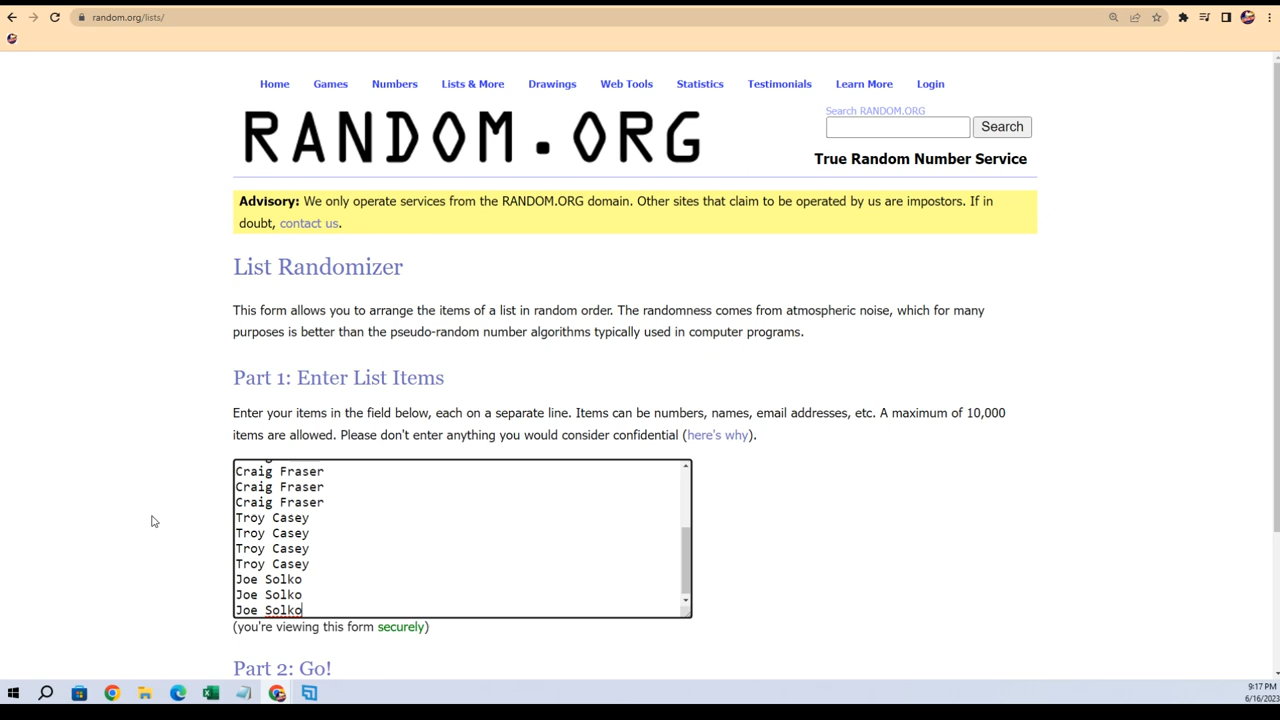 random.org/lists/
Home Games Numbers Lists & More Drawings Web Tools Statistics Testimonials Learn More Login
RANDOM.ORG
Search RANDOM.ORG
Search
True Random Number Service
Advisory: We only operate services from the RANDOM.ORG domain. Other sites that claim to be operated by us are impostors. If in
doubt, contact us.
List Randomizer
This form allows you to arrange the items of a list in random order. The randomness comes from atmospheric noise, which for many
purposes is better than the pseudo-random number algorithms typically used in computer programs.
Part 1: Enter List Items
Enter your items in the field below, each on a separate line. Items can be numbers, names, email addresses, etc. A maximum of 10,000
items are allowed. Please don't enter anything you would consider confidential (here's why).
Craig Fraser
Craig Fraser
Craig Fraser
Troy Casey
Troy Casey
Troy Casey
Troy Casey
Joe Solko
Joe Solko
Joe Solko
(you're viewing this form securely)
Part 2: Go!
9:17 PM
6/16/2023